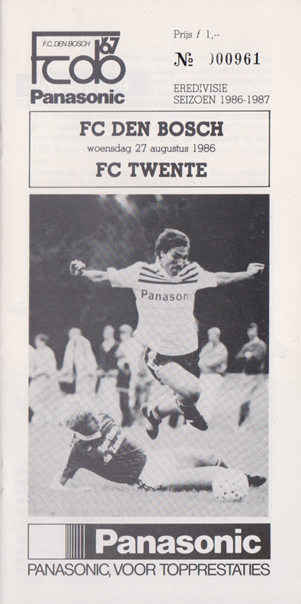 F.C. DEN BOSCH '67
Fcdb
Panasonic
Prijs f 1,--
№ 000961
EREDIVISIE
SEIZOEN 1986-1987
FC DEN BOSCH
woensdag 27 augustus 1986
FC TWENTE
Panason
Panasonic
PANASONIC, VOOR TOPPRESTATIES